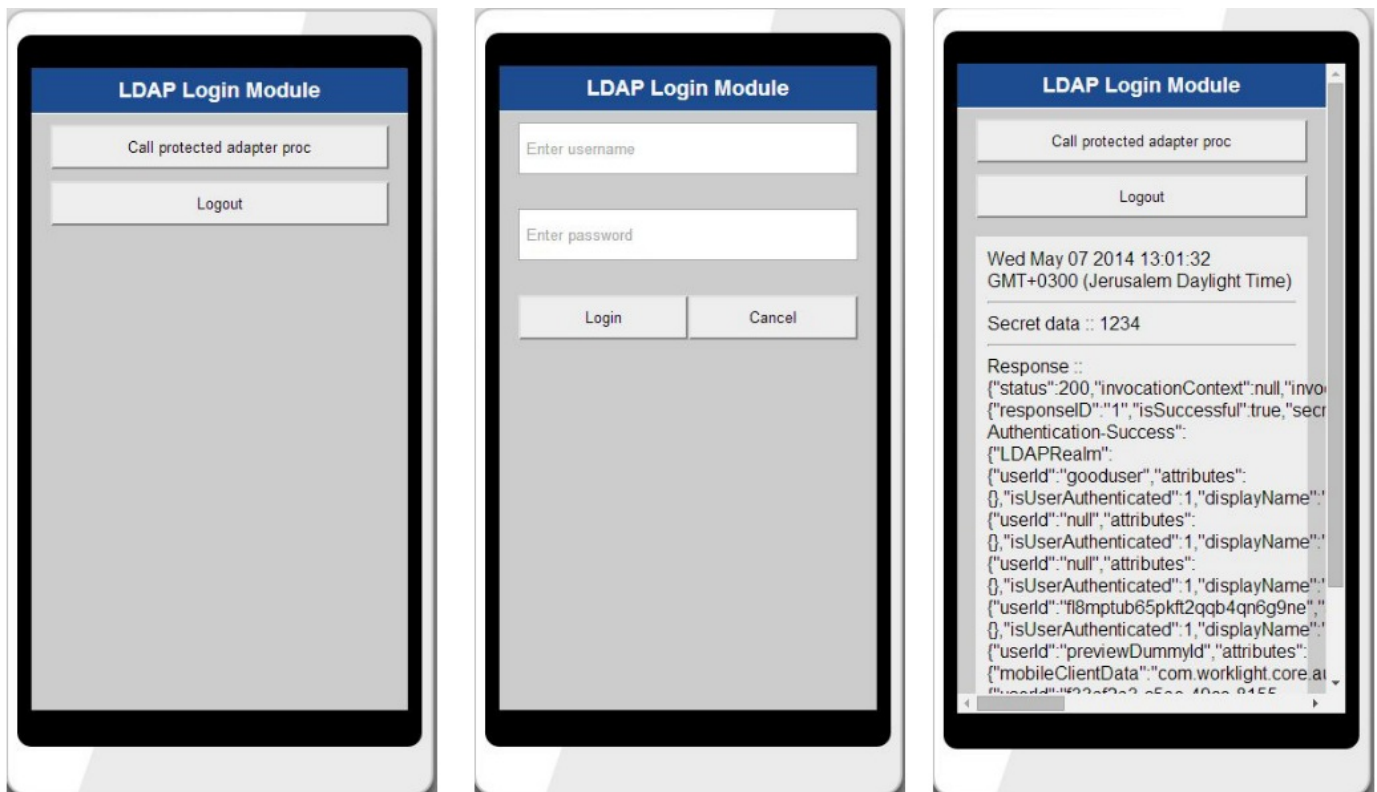 LDAP Login Module
Call protected adapter proc
Logout
LDAP Login Module
Enter username
Enter password
Login
Cancel
LDAP Login Module
Call protected adapter proc
Logout
Wed May 07 2014 13:01:32
GMT+0300 (Jerusalem Daylight Time)
Secret data :: 1234
Response ::
{"status":200,"invocationContext":null,"invo
{"responseID":"1","isSuccessful":true,"secr
Authentication-Success":
{"LDAPRealm":
{"userId":"gooduser","attributes":
{},"isUserAuthenticated":1,"displayName":"
{"userId":"null","attributes":
{},"isUserAuthenticated":1,"displayName":"
{"userId":"null","attributes":
{},"isUserAuthenticated":1,"displayName":"
{"userId":"fl8mptub65pkft2qqb4qn6g9ne","
{},"isUserAuthenticated":1,"displayName":"
{"userId":"previewDummyId","attributes":
{"mobileClientData":"com.worklight.core.au